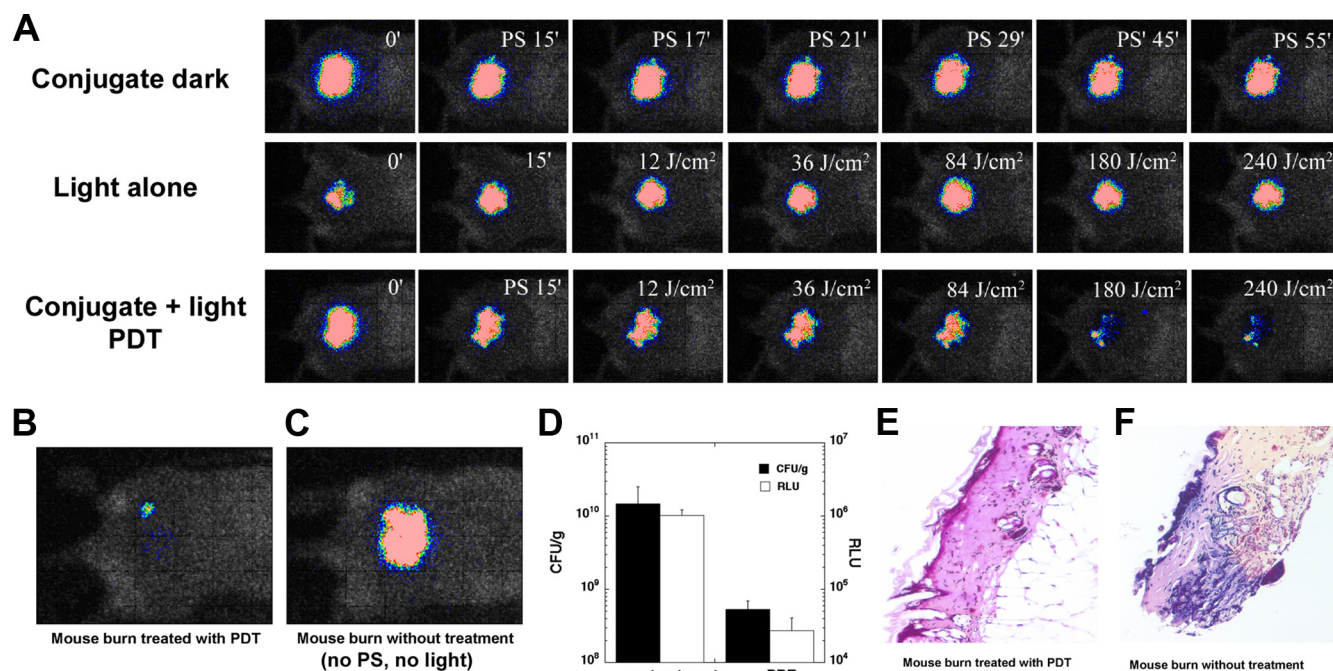 A
Conjugate dark
0'
PS 15'
PS 17'
PS 21'
PS 29'
PS' 45'
PS 55'
Light alone
0'
15'
12 J/cm²
36 J/cm²
84 J/cm²
180 J/cm²
240 J/cm²
Conjugate + light
PDT
0'
PS 15'
12 J/cm²
36 J/cm²
84 J/cm²
180 J/cm²
240 J/cm²
B
Mouse burn treated with PDT
C
Mouse burn without treatment
(no PS, no light)
D
10¹¹
10¹⁰
10⁹
10⁸
CFU/g
CFU/g
RLU
10⁷
10⁶
10⁵
10⁴
RLU
E
Mouse burn treated with PDT
F
Mouse burn without treatment